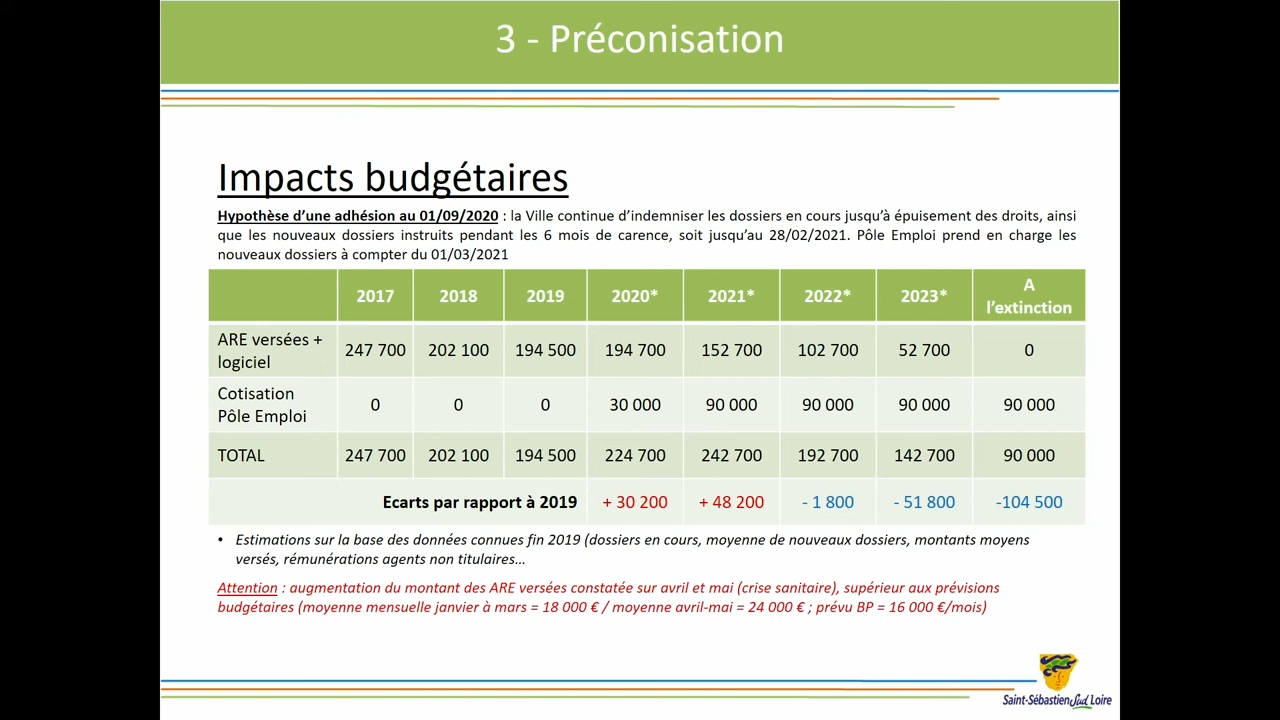 3 - Préconisation
Impacts budgétaires
Hypothèse d'une adhésion au 01/09/2020 : la Ville continue d'indemniser les dossiers en cours jusqu'à épuisement des droits, ainsi
que les nouveaux dossiers instruits pendant les 6 mois de carence, soit jusqu'au 28/02/2021. Pôle Emploi prend en charge les
nouveaux dossiers à compter du 01/03/2021
2017 2018 2019 2020* 2021* 2022* 2023* A
l'extinction
ARE versées +
logiciel 247 700 202 100 194 500 194 700 152 700 102 700 52 700 0
Cotisation
Pôle Emploi 0 0 0 30 000 90 000 90 000 90 000 90 000
TOTAL 247 700 202 100 194 500 224 700 242 700 192 700 142 700 90 000
Ecarts par rapport à 2019 + 30 200 + 48 200 - 1 800 - 51 800 -104 500
• Estimations sur la base des données connues fin 2019 (dossiers en cours, moyenne de nouveaux dossiers, montants moyens
versés, rémunérations agents non titulaires...
Attention : augmentation du montant des ARE versées constatée sur avril et mai (crise sanitaire), supérieur aux prévisions
budgétaires (moyenne mensuelle janvier à mars = 18 000 € / moyenne avril-mai = 24 000 € ; prévu BP = 16 000 €/mois)
Saint-Sébastien Sud Loire